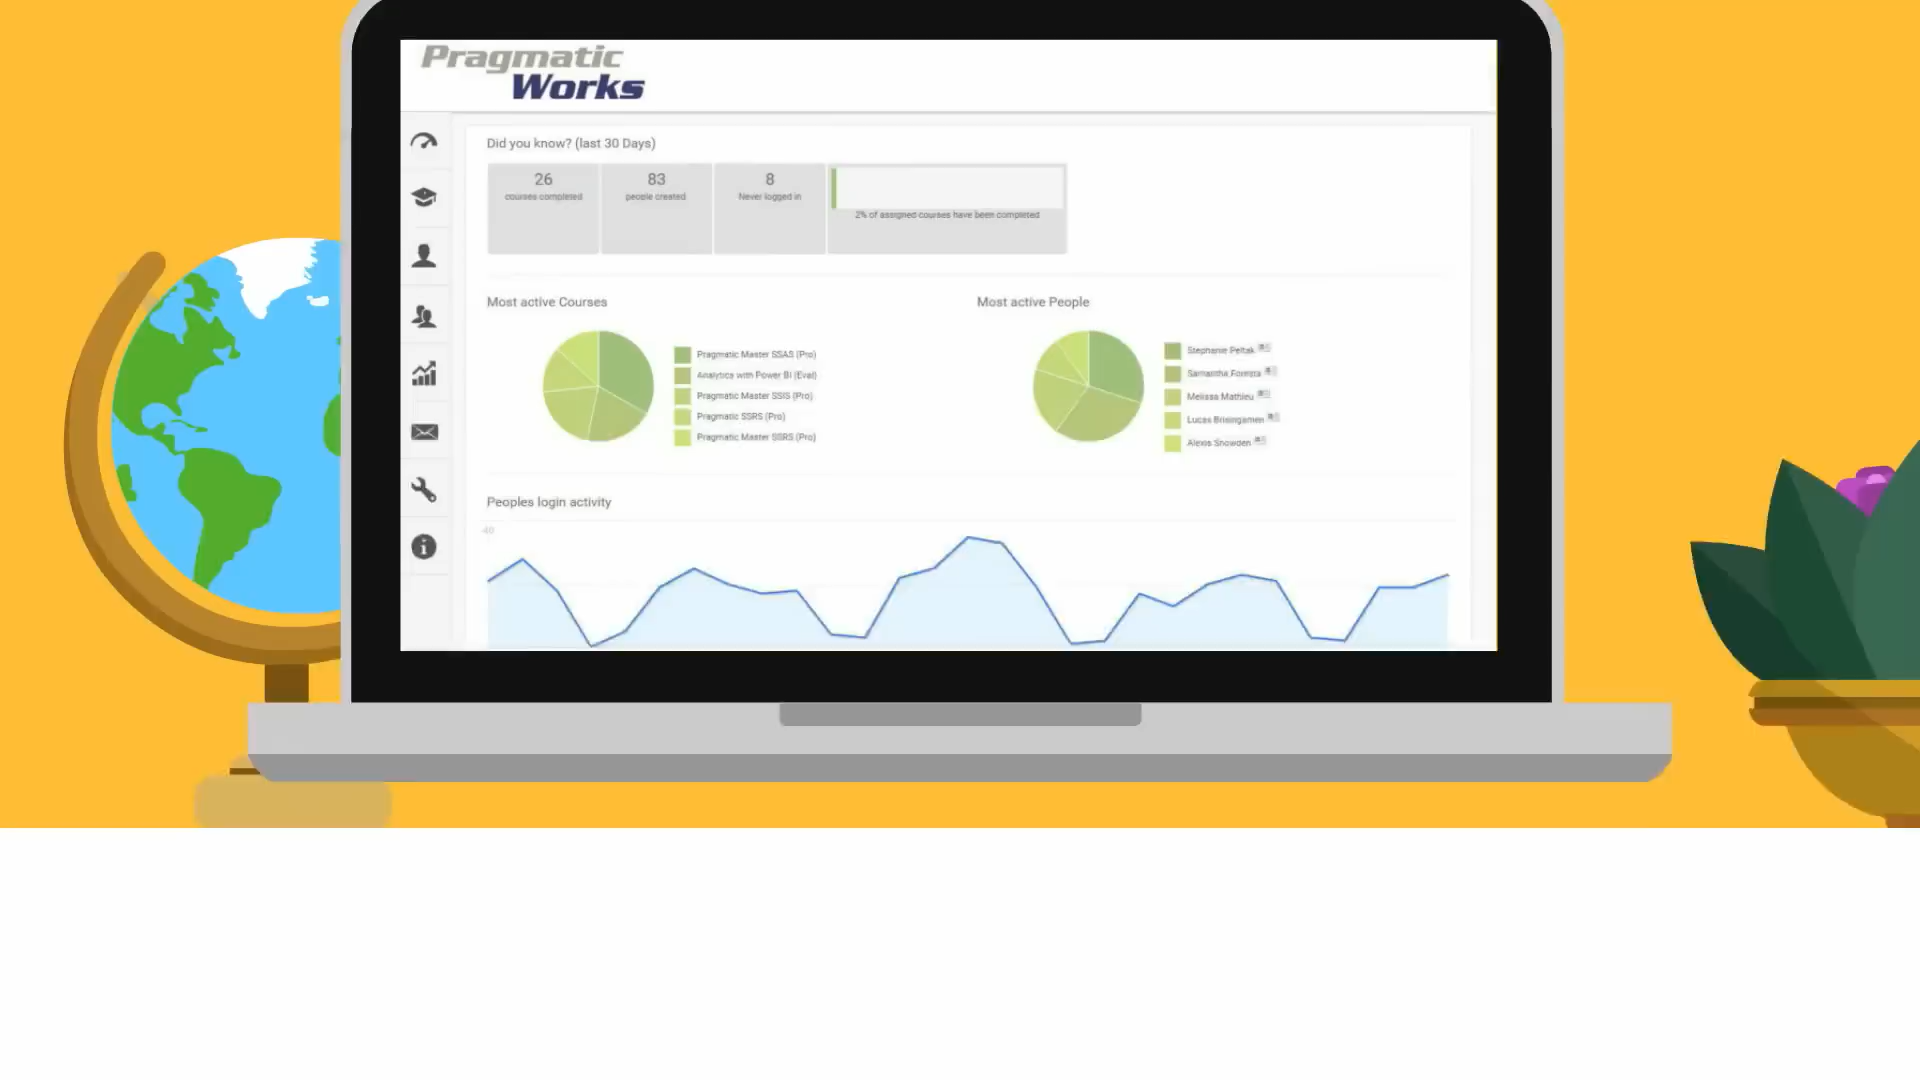 Pragmatic
Works
Did you know? (last 30 Days)
26
courses completed
83
people created
8
Never logged in
2% of assigned courses have been completed
Most active Courses
Pragmatic Master SSAS (Pro)
Analytics with Power BI (Eval)
Pragmatic Master SSIS (Pro)
Pragmatic SSRS (Pro)
Pragmatic Master SSRS (Pro)
Most active People
Stephanie Peltak
Samantha
Melissa Mathieu
Lucas
Alexis Snowden
Peoples login activity
40